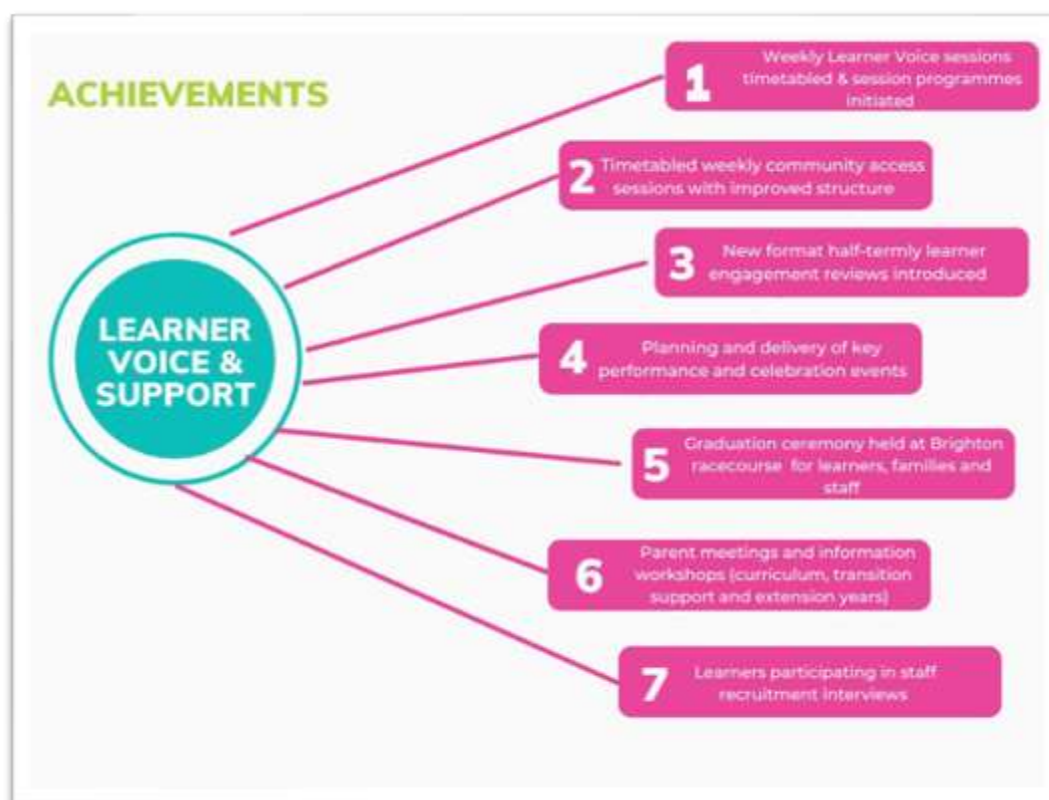 ACHIEVEMENTS
LEARNER
VOICE &
SUPPORT
1
Weekly Learner Voice sessions
timetabled & session programmes
initiated
2
Timetabled weekly community access
sessions with improved structure
3
New format half-termly learner
engagement reviews introduced
4
Planning and delivery of key
performance and celebration events
5
Graduation ceremony held at Brighton
racecourse for learners, families and
staff
6
Parent meetings and information
workshops (curriculum, transition
support and extension years)
7
Learners participating in staff
recruitment interviews